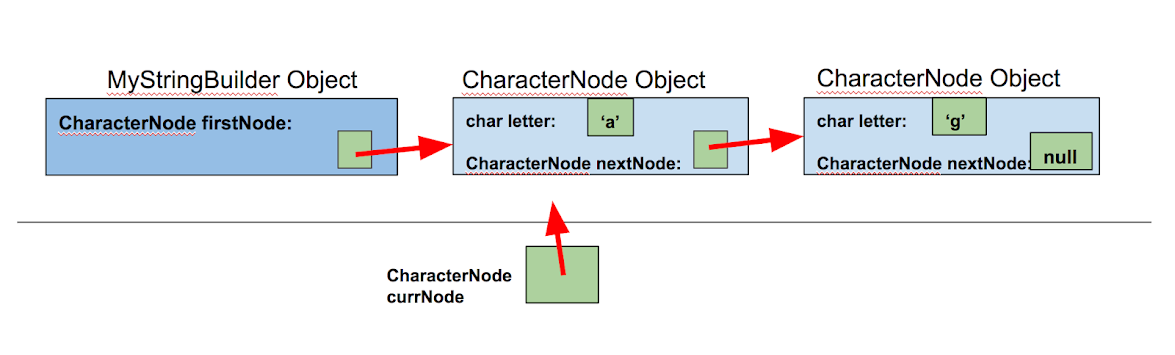 MyStringBuilder Object
CharacterNode firstNode:
CharacterNode Object
char letter: ‘a’
CharacterNode nextNode:
CharacterNode Object
char letter: ‘g’
CharacterNode nextNode: null
CharacterNode
currNode